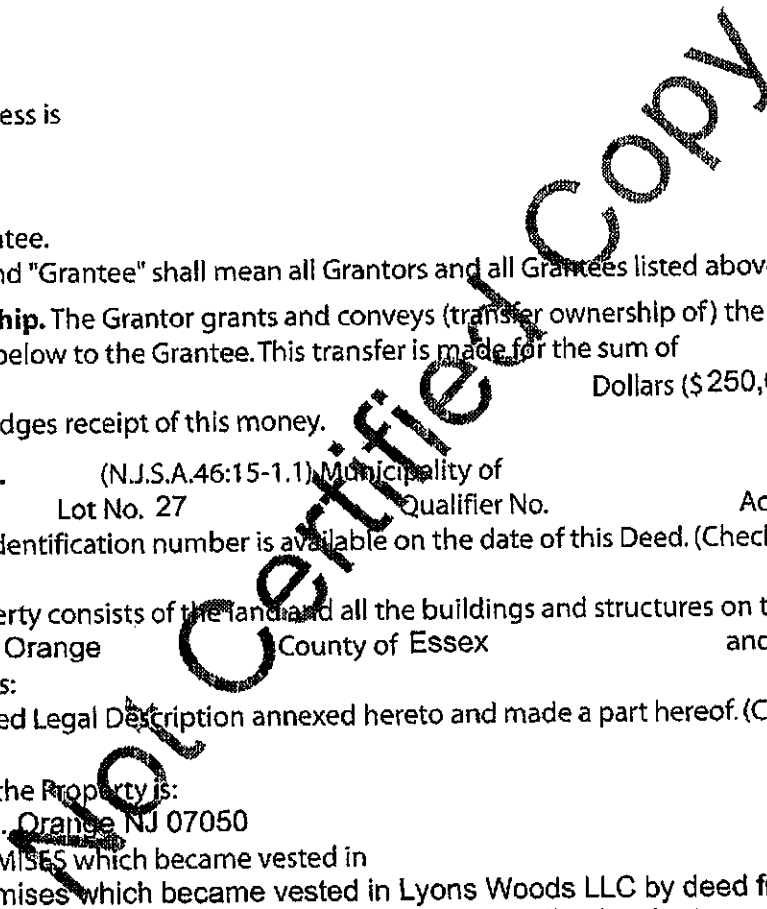 ess is
ntee.
nd "Grantee" shall mean all Grantors and all Grantees listed above
hip. The Grantor grants and conveys (transfer ownership of) the
below to the Grantee. This transfer is made for the sum of
Dollars ($ 250,
dges receipt of this money.
. (N.J.S.A.46:15-1.1) Municipality of
Lot No. 27 Qualifier No. Ac
dentification number is available on the date of this Deed. (Check
erty consists of the land and all the buildings and structures on t
Orange County of Essex and
s:
ed Legal Description annexed hereto and made a part hereof. (C
the Property is:
. Orange NJ 07050
MISES which became vested in
mises which became vested in Lyons Woods LLC by deed f
Not Certified Copy